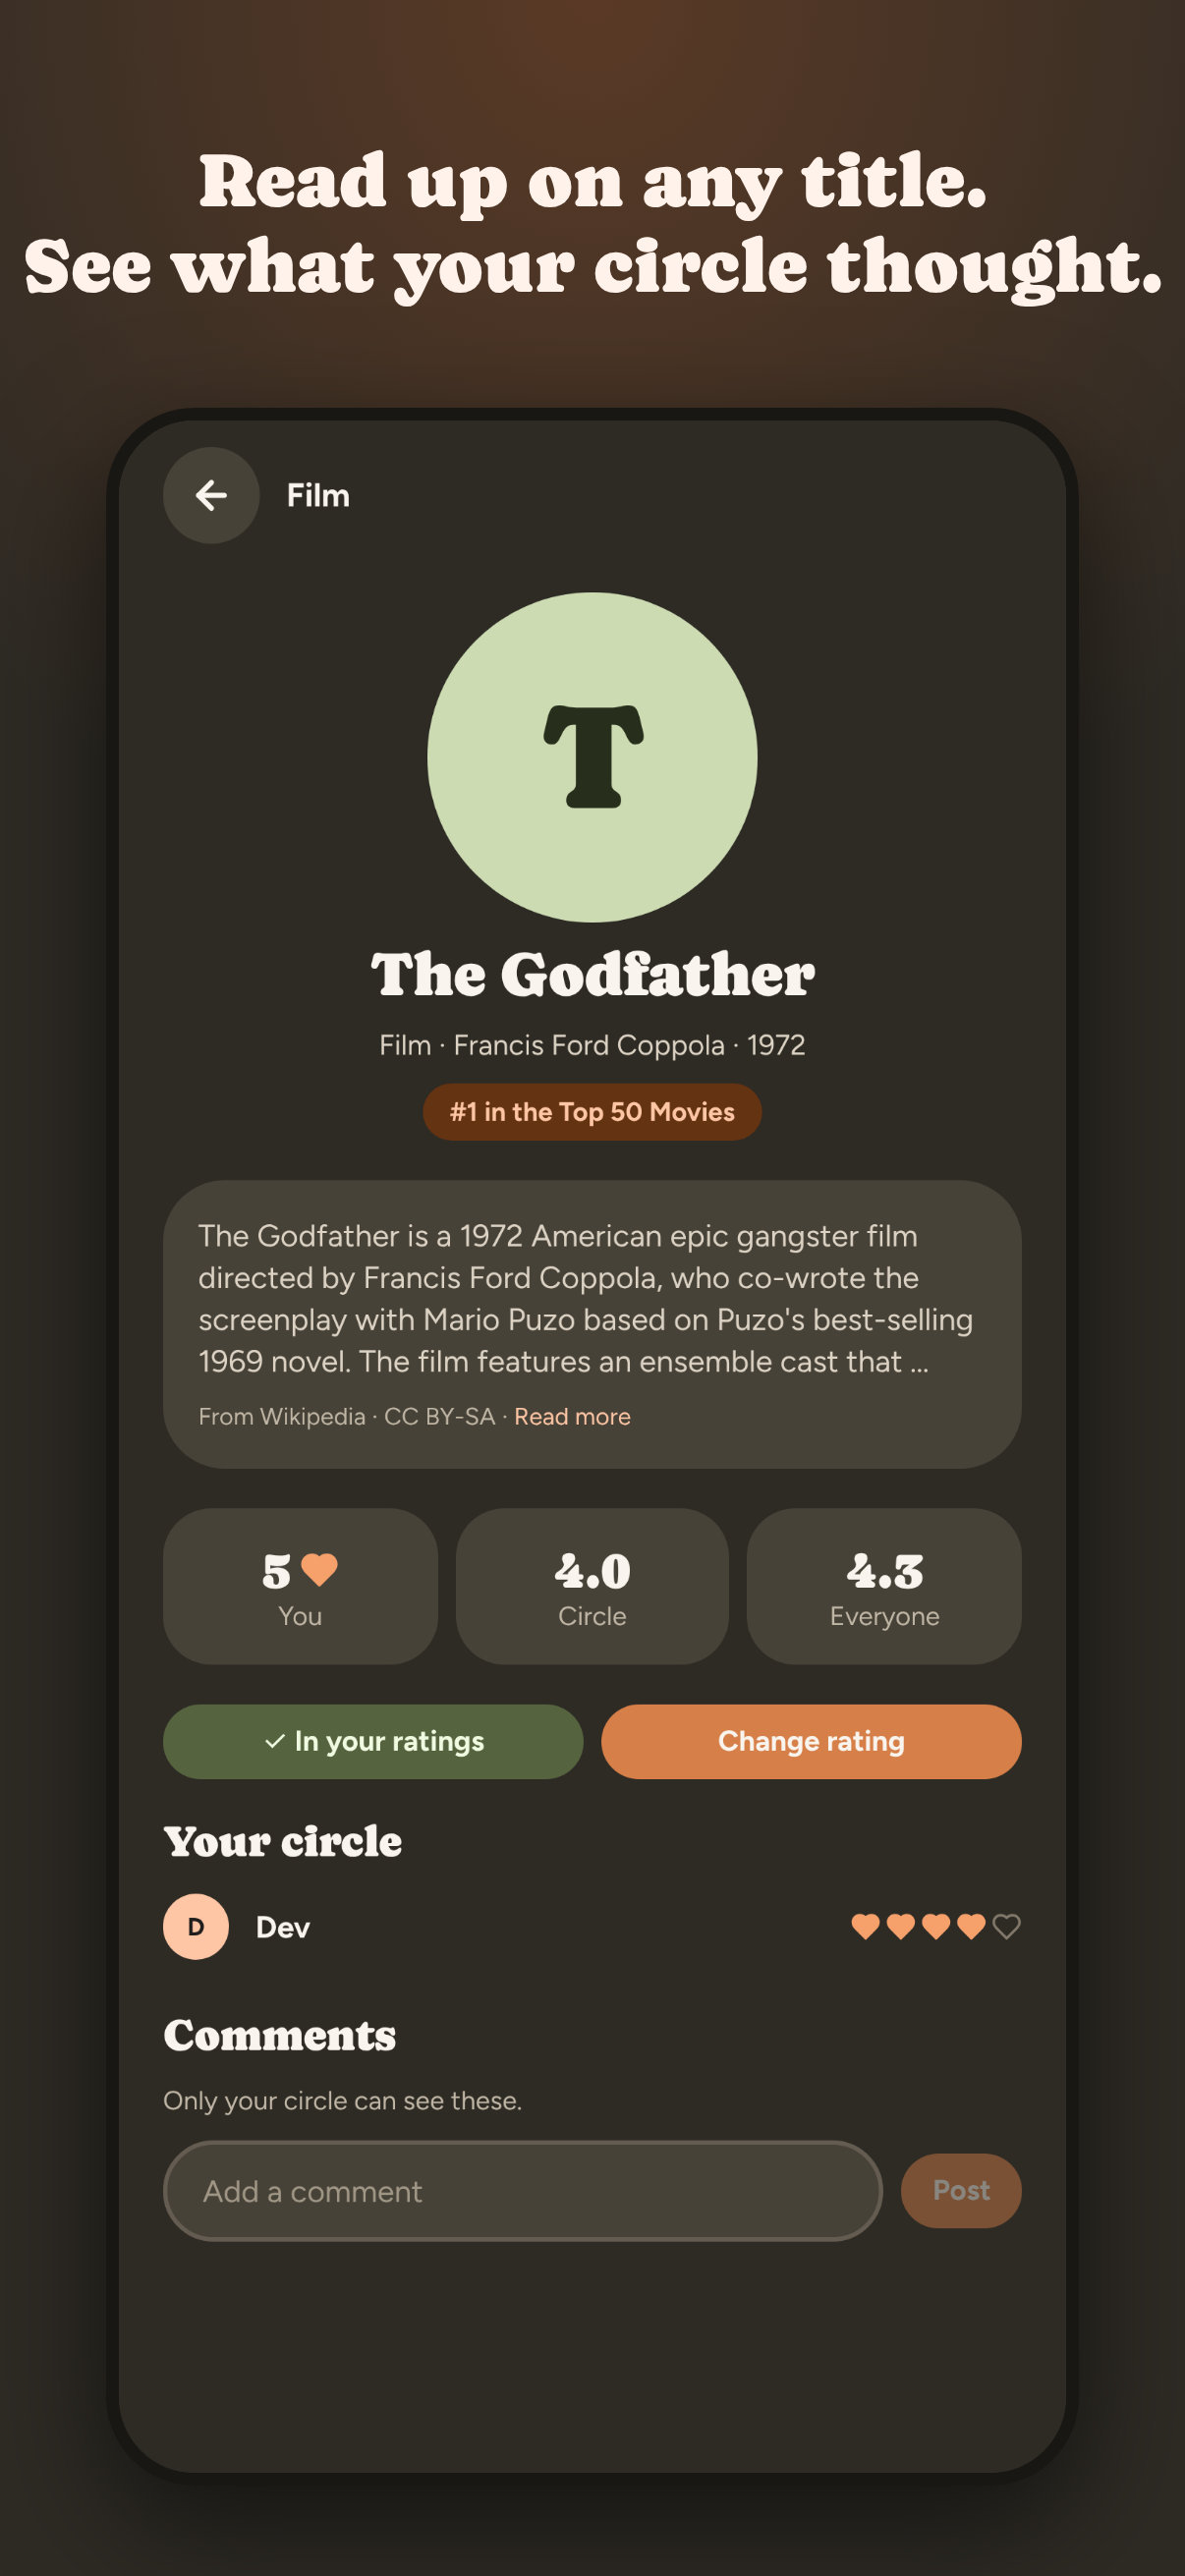 Read up on any title.
See what your circle thought.
Film
T
The Godfather
Film · Francis Ford Coppola · 1972
#1 in the Top 50 Movies
The Godfather is a 1972 American epic gangster film
directed by Francis Ford Coppola, who co-wrote the
screenplay with Mario Puzo based on Puzo's best-selling
1969 novel. The film features an ensemble cast that ...
From Wikipedia · CC BY-SA · Read more
5 4.0 4.3
You Circle Everyone
✓ In your ratings Change rating
Your circle
D Dev
Comments
Only your circle can see these.
Add a comment Post